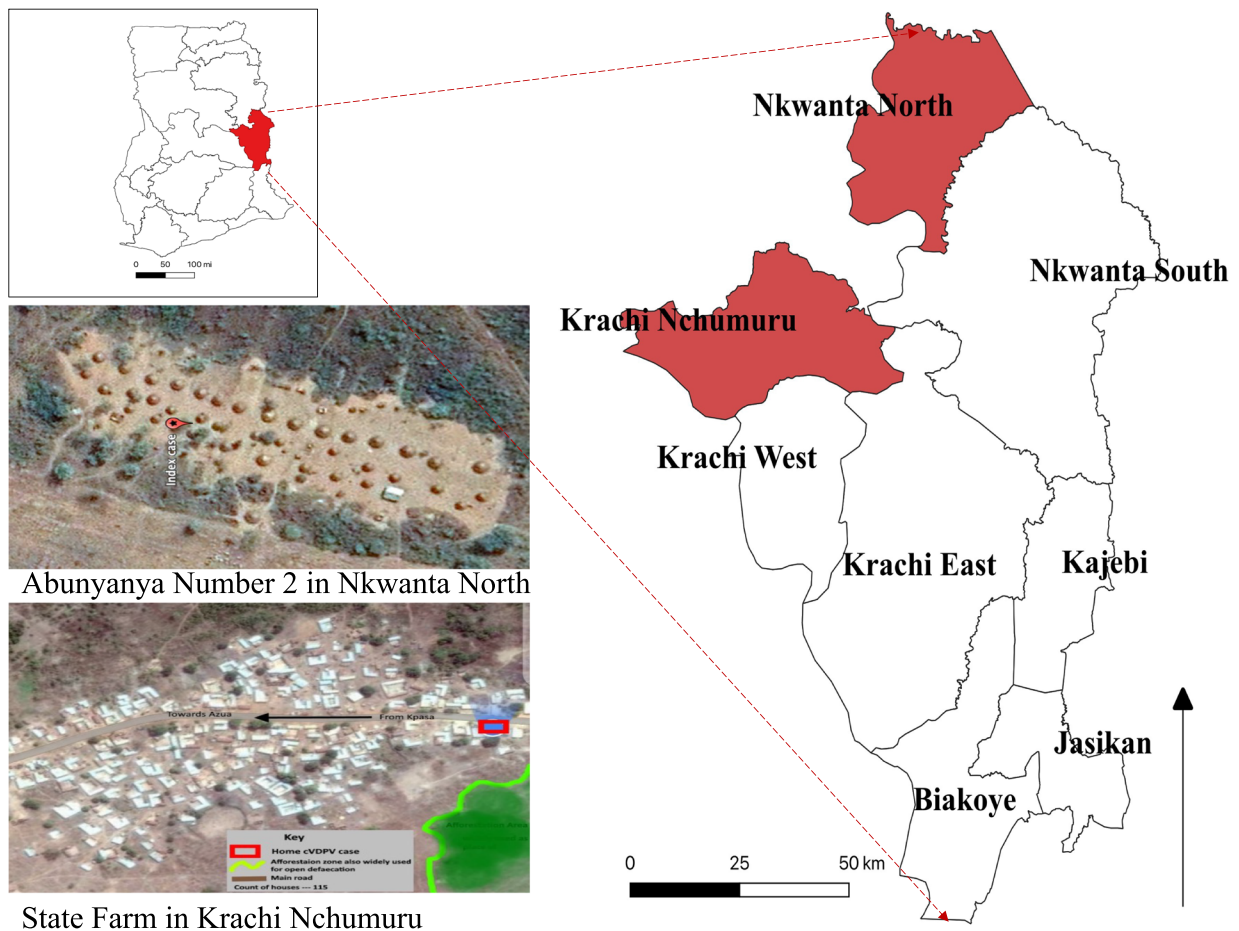 0 50 100 mi
Nkwanta North
Nkwanta South
Krachi Nchumuru
Krachi West
Krachi East
Kajebi
Jasikan
Biakoye
0 25 50 km
Index case
Abunyanya Number 2 in Nkwanta North
Towards Azua
From Kpasa
Afforestation Area
Key
Home cVDPV case
Afforestaion zone also widely used
for open defaecation
Main road
Count of houses --- 115
State Farm in Krachi Nchumuru